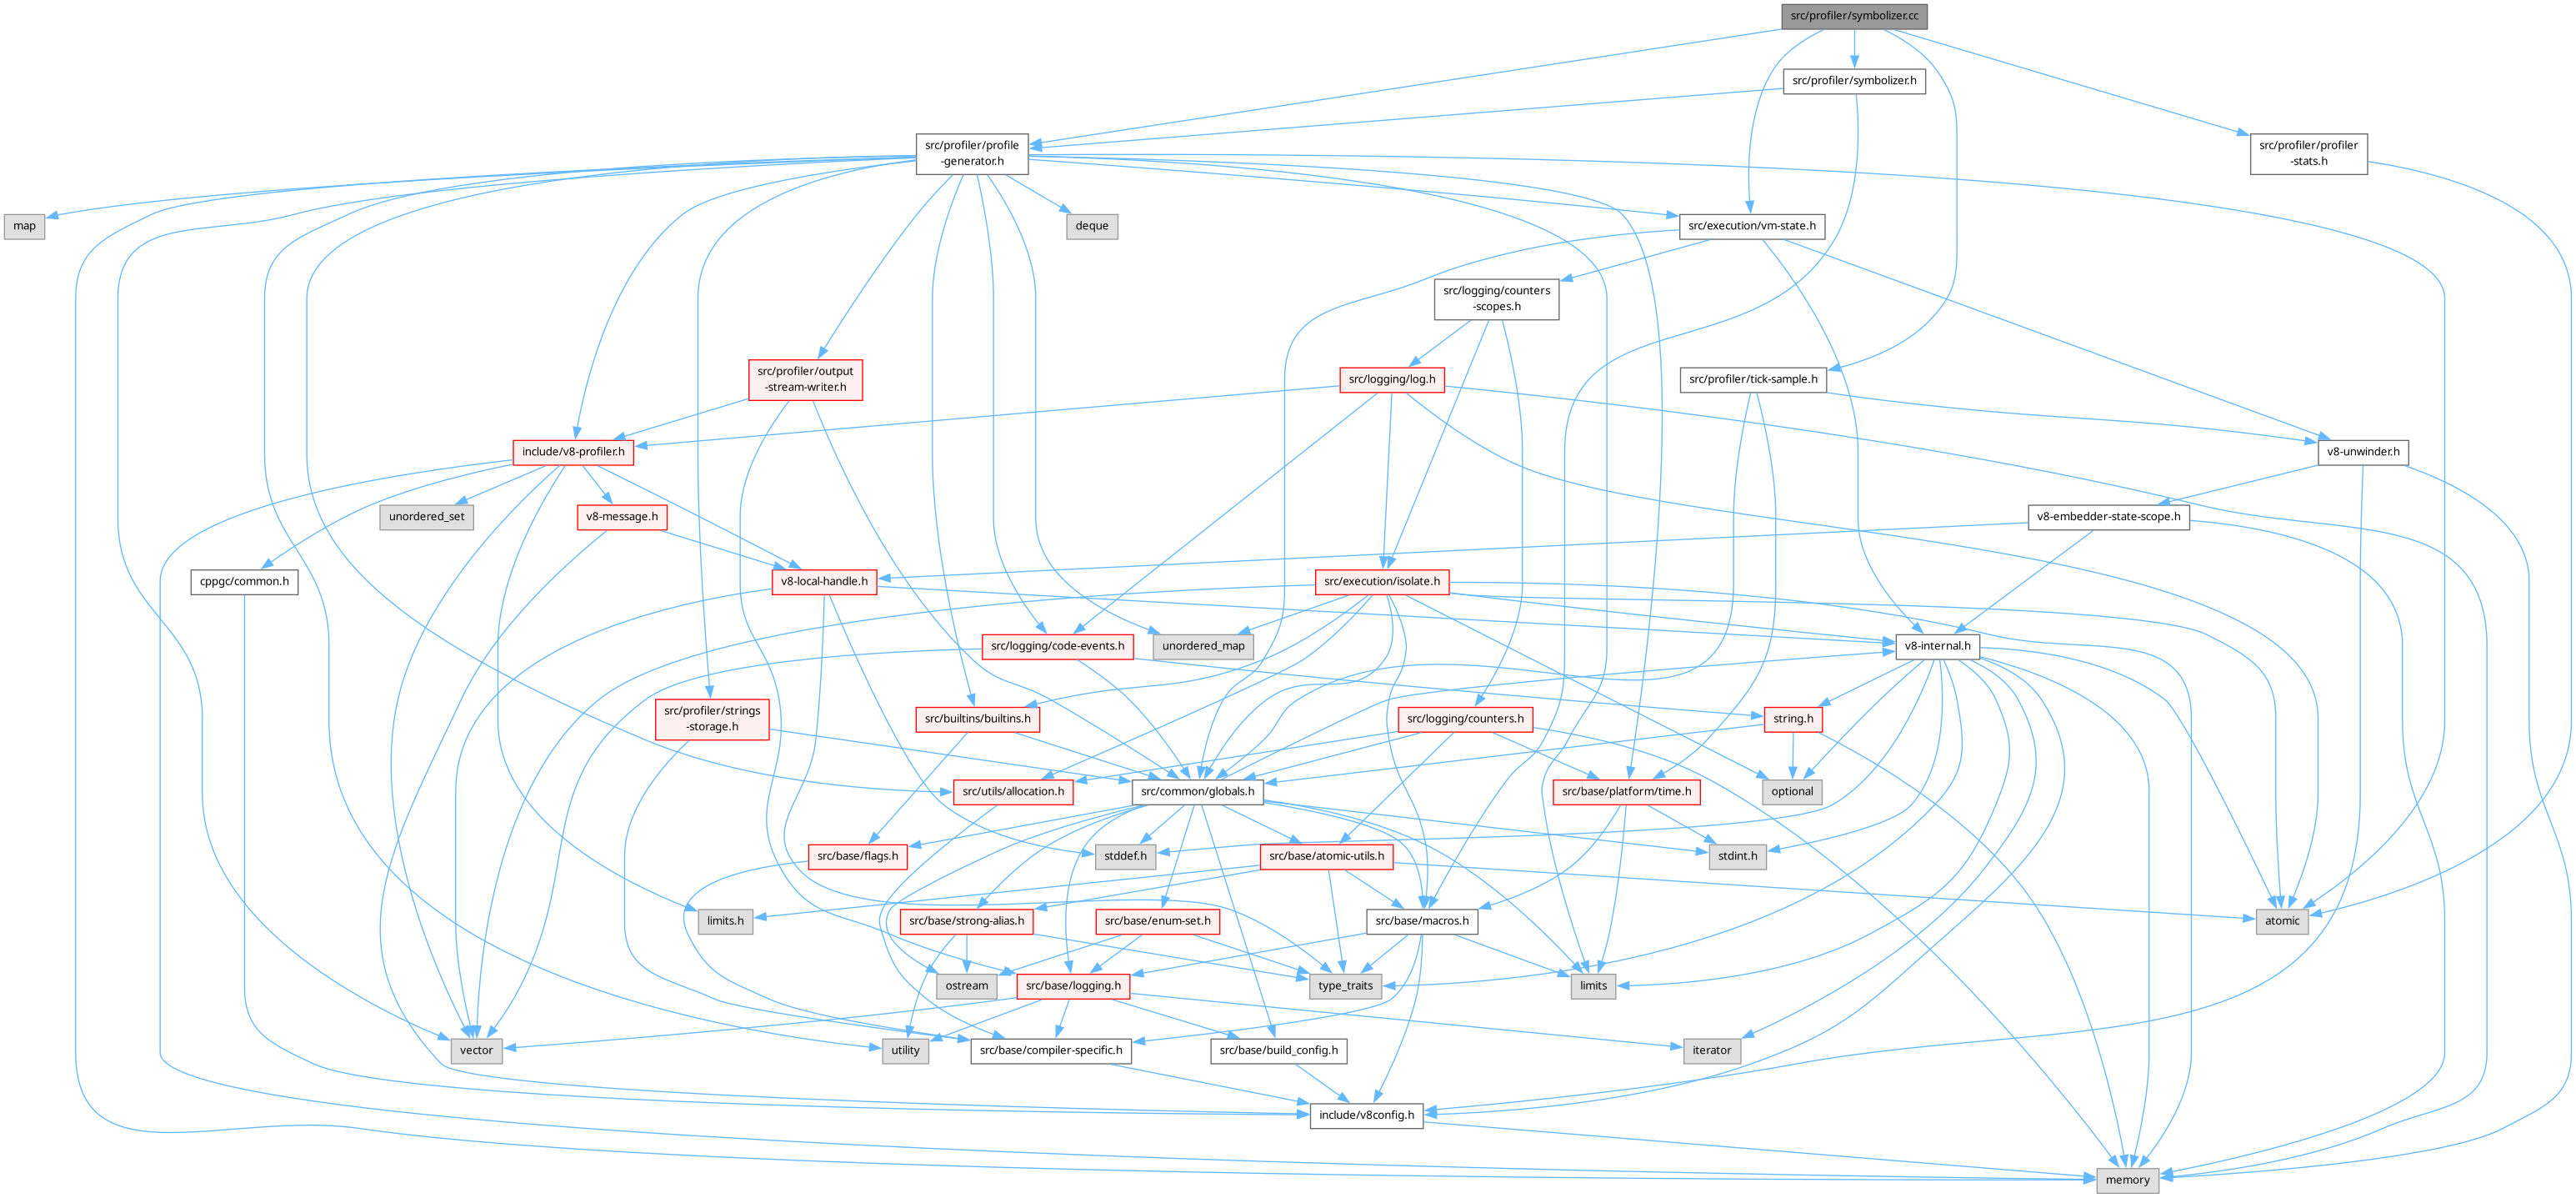 src/profiler/symbolizer.cc
src/profiler/symbolizer.h
src/profiler/profile
-generator.h
src/profiler/profiler
-stats.h
map
deque
src/execution/vm-state.h
src/logging/counters
-scopes.h
src/profiler/output
-stream-writer.h
src/logging/log.h
src/profiler/tick-sample.h
include/v8-profiler.h
v8-unwinder.h
unordered_set
v8-message.h
v8-embedder-state-scope.h
cppgc/common.h
v8-local-handle.h
src/execution/isolate.h
src/logging/code-events.h
unordered_map
v8-internal.h
src/profiler/strings
-storage.h
src/builtins/builtins.h
src/logging/counters.h
string.h
src/utils/allocation.h
src/common/globals.h
src/base/platform/time.h
optional
src/base/flags.h
stddef.h
src/base/atomic-utils.h
stdint.h
limits.h
src/base/strong-alias.h
src/base/enum-set.h
src/base/macros.h
atomic
ostream
src/base/logging.h
type_traits
limits
vector
utility
src/base/compiler-specific.h
src/base/build_config.h
iterator
include/v8config.h
memory